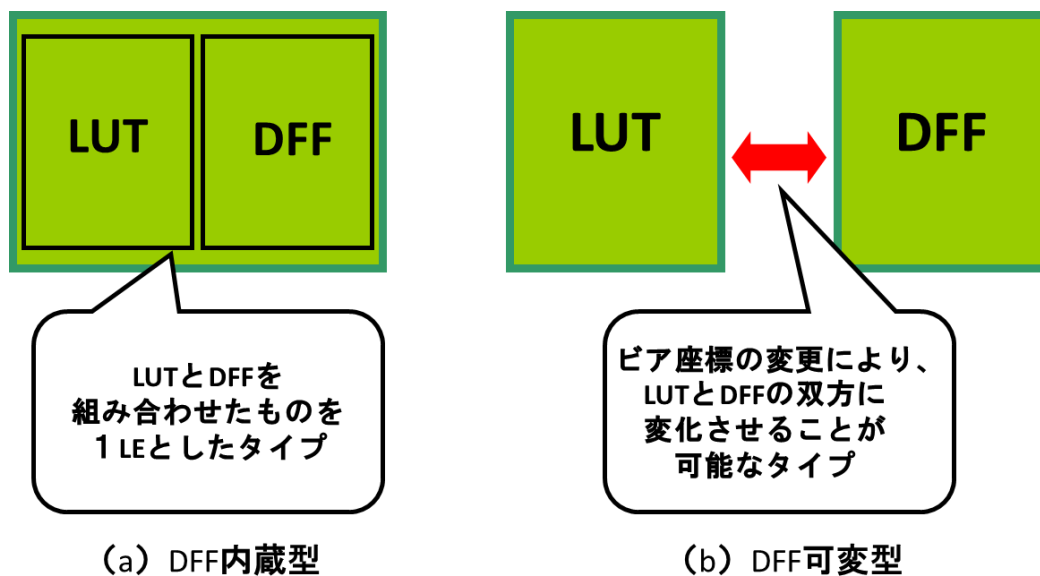 LUT
DFF
LUTとDFFを
組み合わせたものを
１LEとしたタイプ
（a）DFF内蔵型
LUT
DFF
ビア座標の変更により、
LUTとDFFの双方に
変化させることが
可能なタイプ
（b）DFF可変型